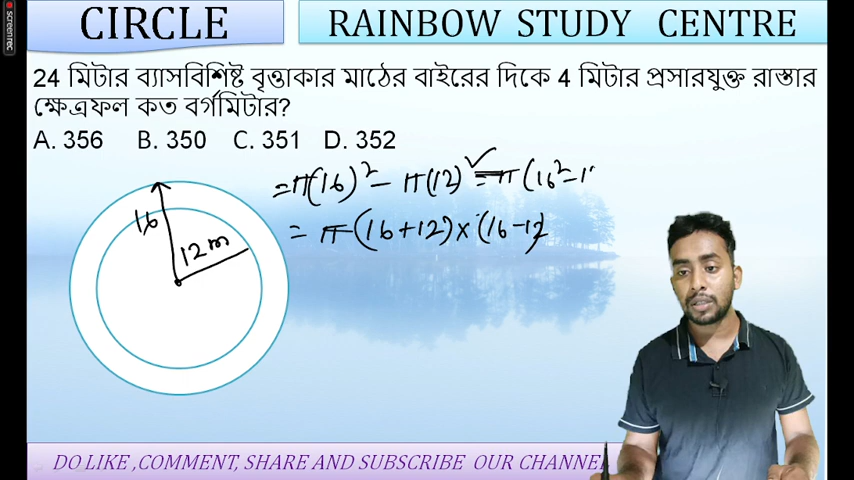 CIRCLE
RAINBOW STUDY CENTRE
screenrec
24 মিটার ব্যাসবিশিষ্ট বৃত্তাকার মাঠের বাইরের দিকে 4 মিটার প্রসারযুক্ত রাস্তার
ক্ষেত্রফল কত বর্গমিটার?
A. 356 B. 350 C. 351 D. 352
=π(16)² - π(12)² = π(16²-1
= π(16+12)×(16-12)
16
12m
DO LIKE ,COMMENT, SHARE AND SUBSCRIBE OUR CHANNEL